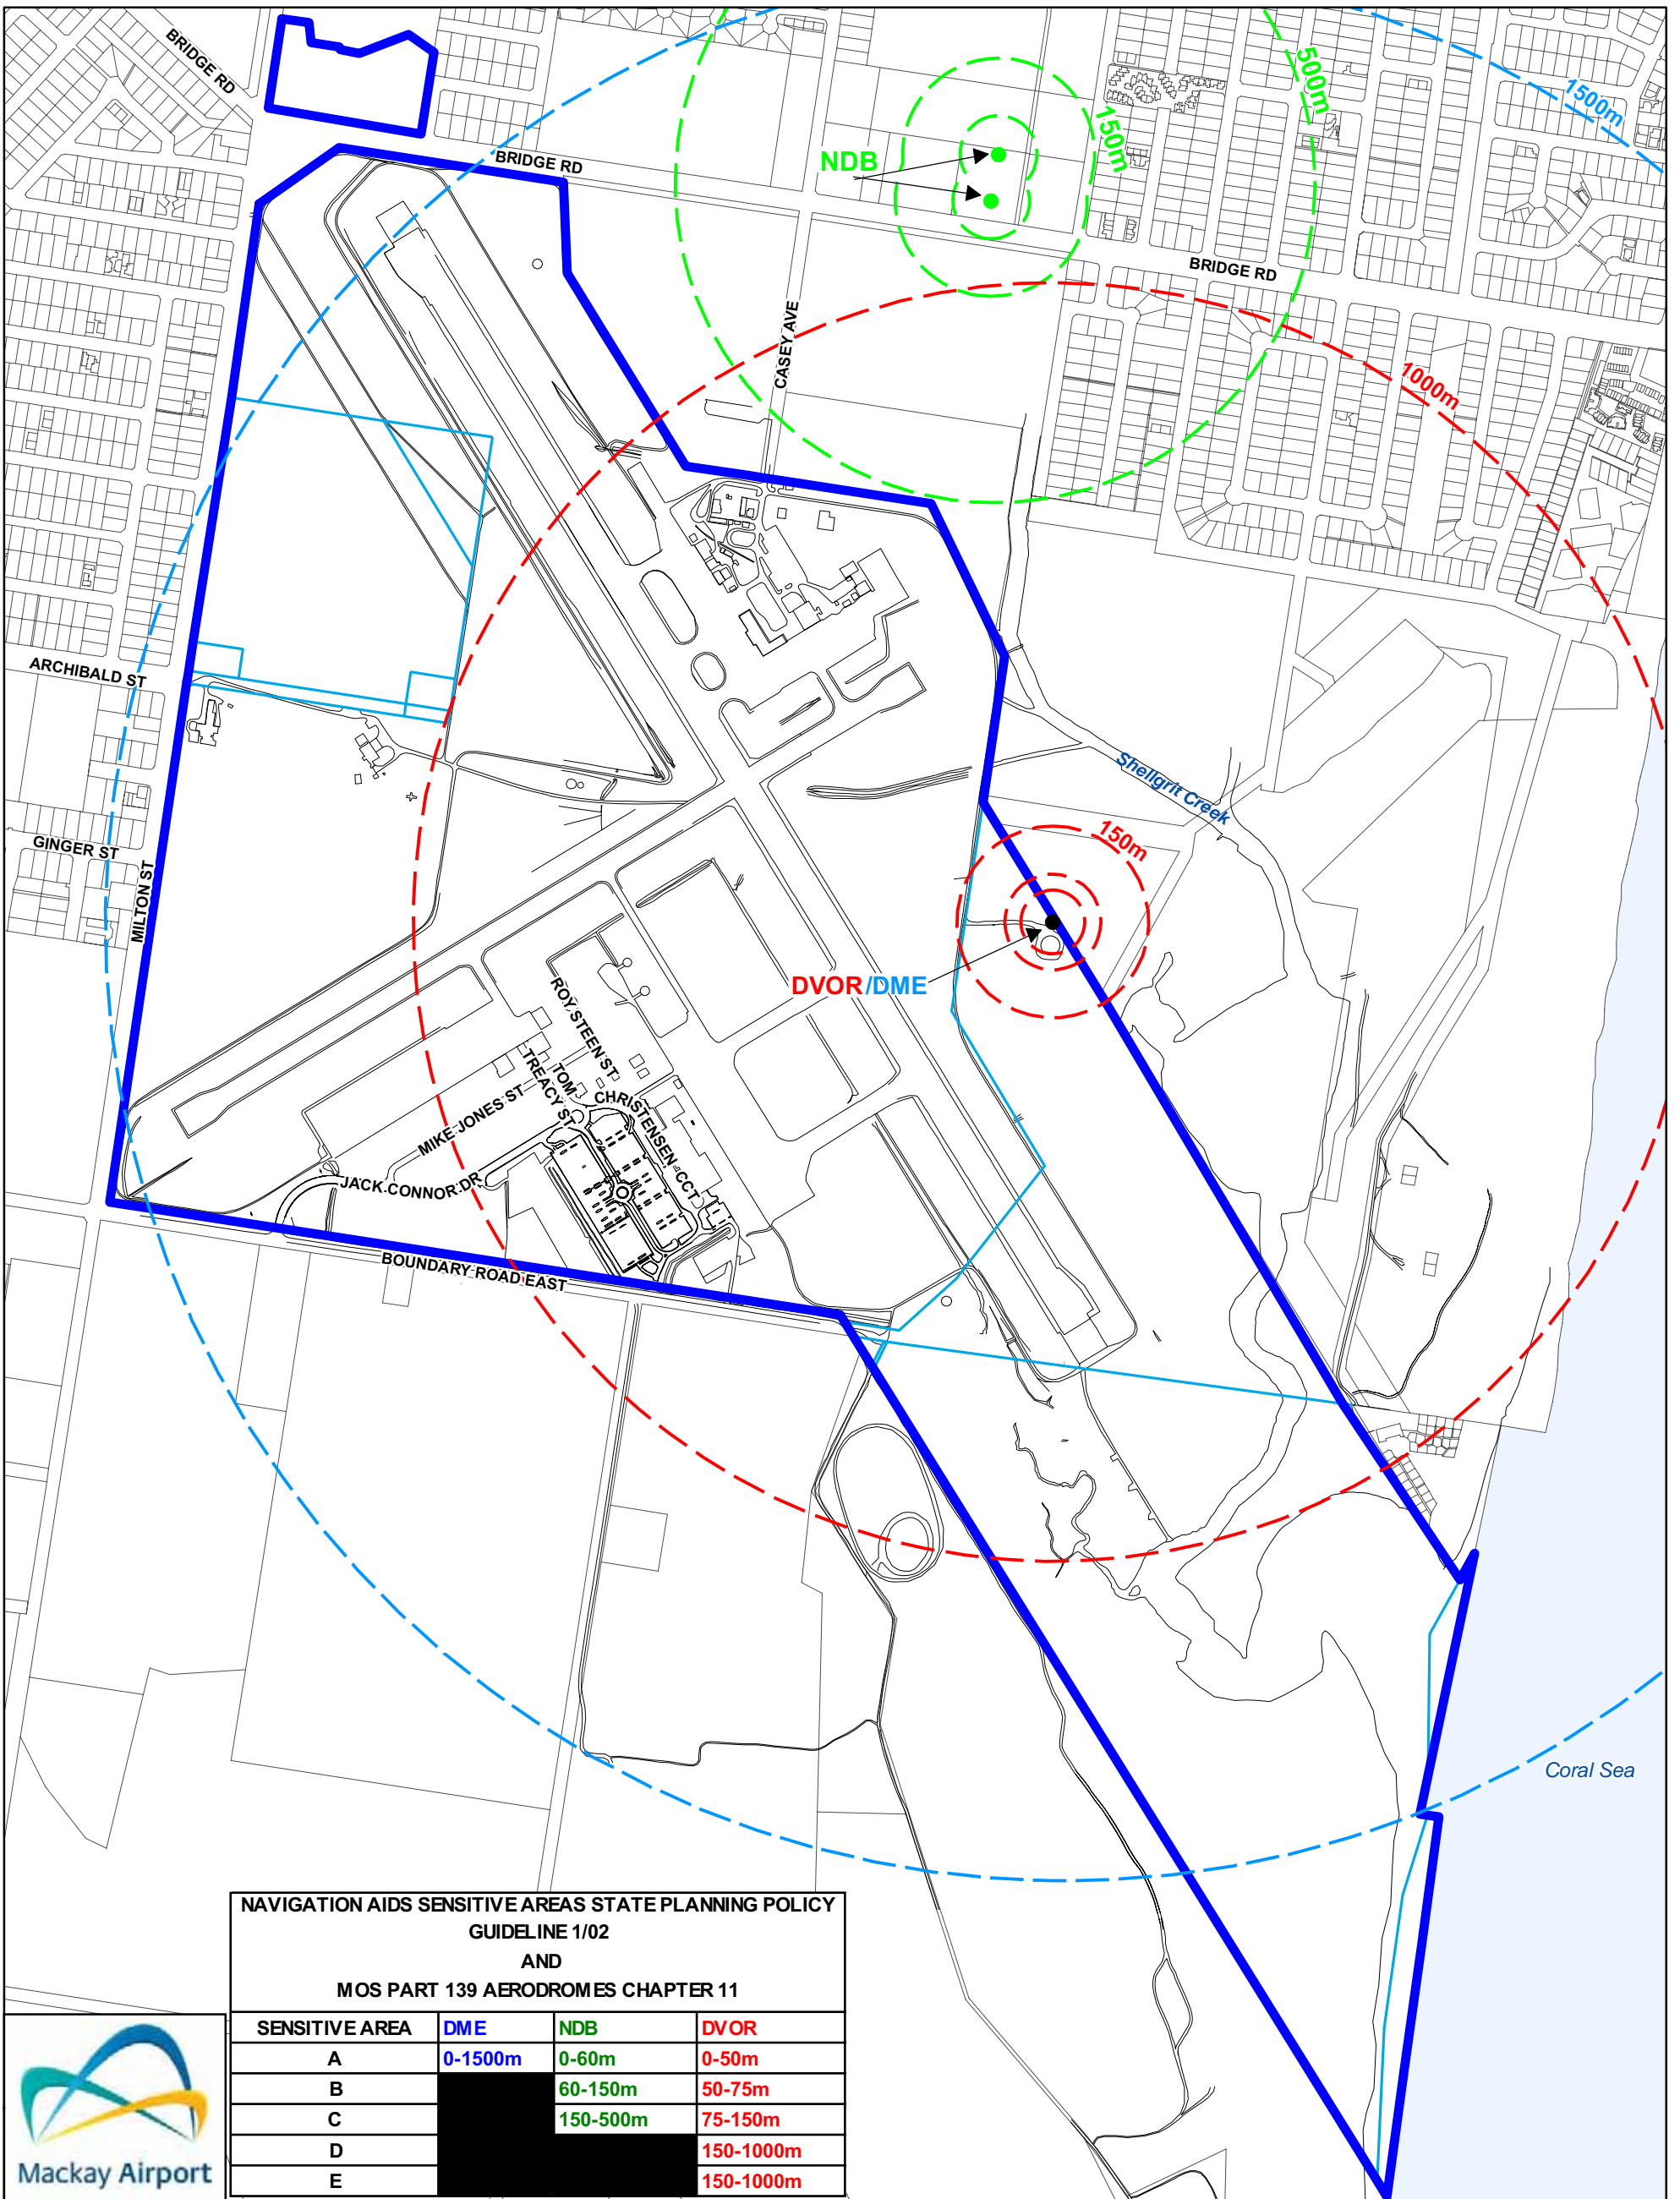 BRIDGE RD
500m
1500m
150m
NDB
BRIDGE RD
BRIDGE RD
CASEY AVE
1000m
ARCHIBALD ST
Shellgrit Creek
150m
GINGER ST
MILTON ST
DVOR/DME
ROY STEEN ST
TOM
TREACY ST
MIKE JONES ST
CHRISTENSEN CCT
JACK CONNOR DR
BOUNDARY ROAD EAST
Coral Sea
NAVIGATION AIDS SENSITIVE AREAS STATE PLANNING POLICY
GUIDELINE 1/02
AND
MOS PART 139 AERODROMES CHAPTER 11
SENSITIVE AREA DME NDB DVOR
A 0-1500m 0-60m 0-50m
B 60-150m 50-75m
C 150-500m 75-150m
D 150-1000m
E 150-1000m
Mackay Airport